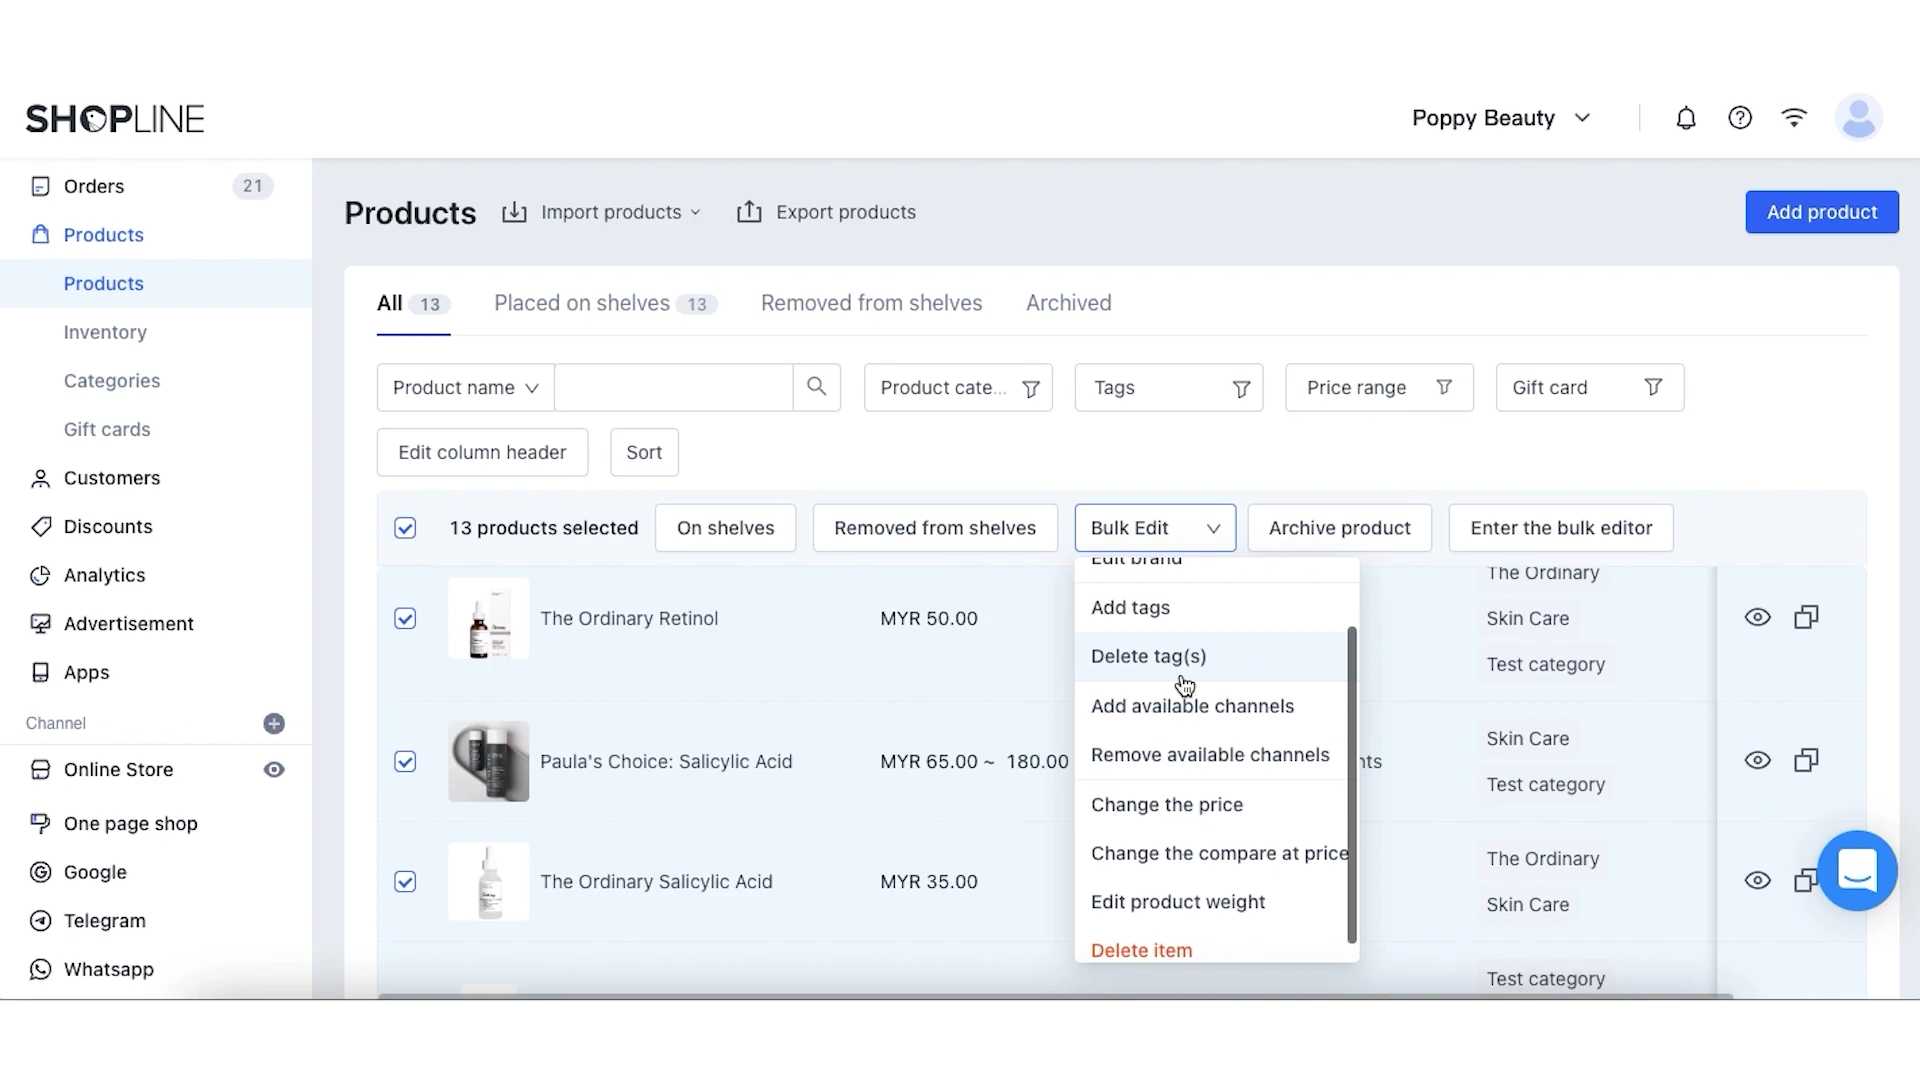 SHOPLINE
Poppy Beauty
Orders 21
Products
Products
Inventory
Categories
Gift cards
Customers
Discounts
Analytics
Advertisement
Apps
Channel
Online Store
One page shop
Google
Telegram
Whatsapp
Products Import products Export products Add product
All 13 Placed on shelves 13 Removed from shelves Archived
Product name Product cate... Tags Price range Gift card
Edit column header Sort
13 products selected On shelves Removed from shelves Bulk Edit Archive product Enter the bulk editor
Edit brand
Add tags
Delete tag(s)
Add available channels
Remove available channels
Change the price
Change the compare at price
Edit product weight
Delete item
The Ordinary
The Ordinary Retinol MYR 50.00 Skin Care
Test category
Skin Care
Paula's Choice: Salicylic Acid MYR 65.00 ~ 180.00 nts
Test category
The Ordinary
The Ordinary Salicylic Acid MYR 35.00
Skin Care
Test category